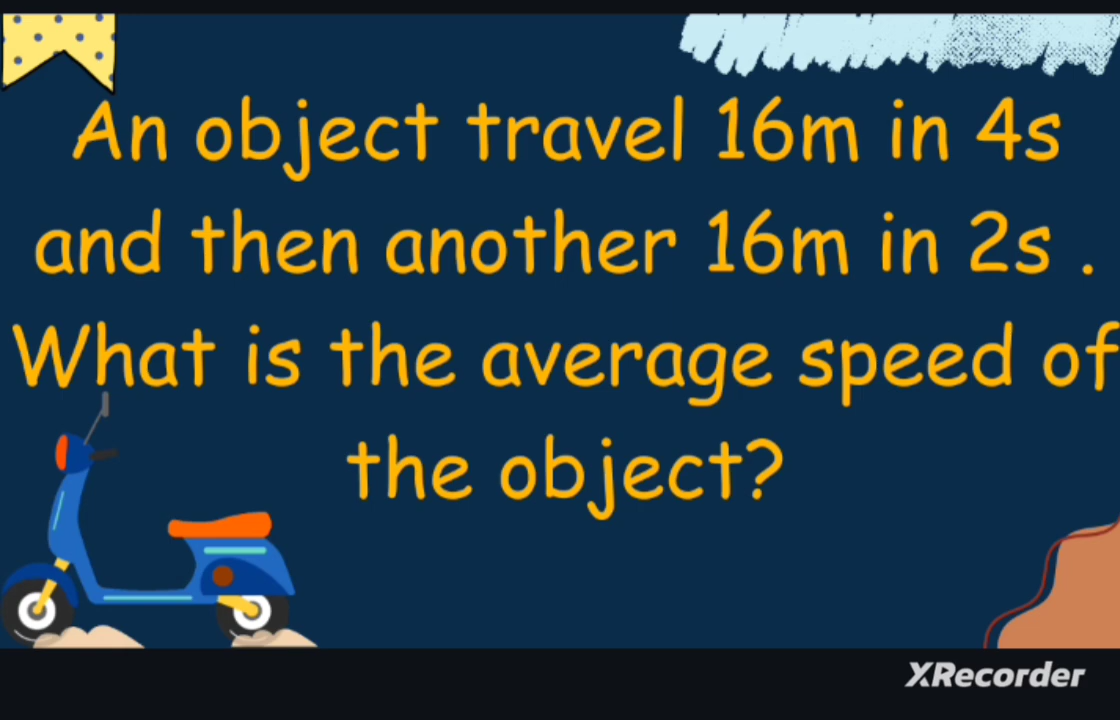 An object travel 16m in 4s
and then another 16m in 2s .
What is the average speed of
the object?
XRecorder